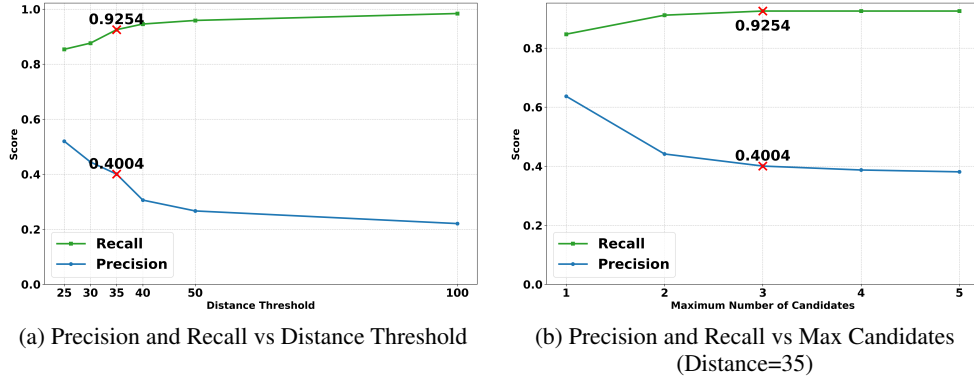 1.0
0.8
0.6
0.4
0.2
0.0
Score
0.9254
0.4004
Recall
Precision
25 30 35 40 50 100
Distance Threshold
(a) Precision and Recall vs Distance Threshold
0.8
0.6
0.4
0.2
0.0
Score
0.9254
0.4004
Recall
Precision
1 2 3 4 5
Maximum Number of Candidates
(b) Precision and Recall vs Max Candidates
(Distance=35)